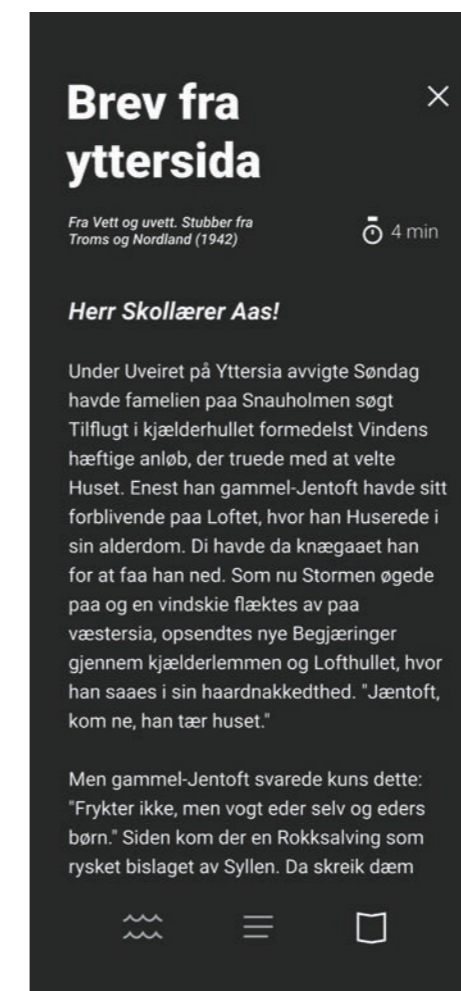 Brev fra
yttersida
Fra Vett og uvett. Stubber fra
Troms og Nordland (1942)
4 min
Herr Skollærer Aas!
Under Uveiret på Yttersia avvigte Søndag
havde famelien paa Snauholmen søgt
Tilflugt i kjælderhullet formedelst Vindens
hæftige anløb, der truede med at velte
Huset. Enest han gammel-Jentoft havde sitt
forblivende paa Loftet, hvor han Huserede i
sin alderdom. Di havde da knægaaet han
for at faa han ned. Som nu Stormen øgede
paa og en vindskie flæktes av paa
væstersia, opsendtes nye Begjæringer
gjennem kjælderlemmen og Lofthullet, hvor
han saaes i sin haardnakkedthed. "Jæntoft,
kom ne, han tær huset."
Men gammel-Jentoft svarede kuns dette:
"Frykter ikke, men vogt eder selv og eders
børn." Siden kom der en Rokksalving som
rysket bislaget av Syllen. Da skreik dæm